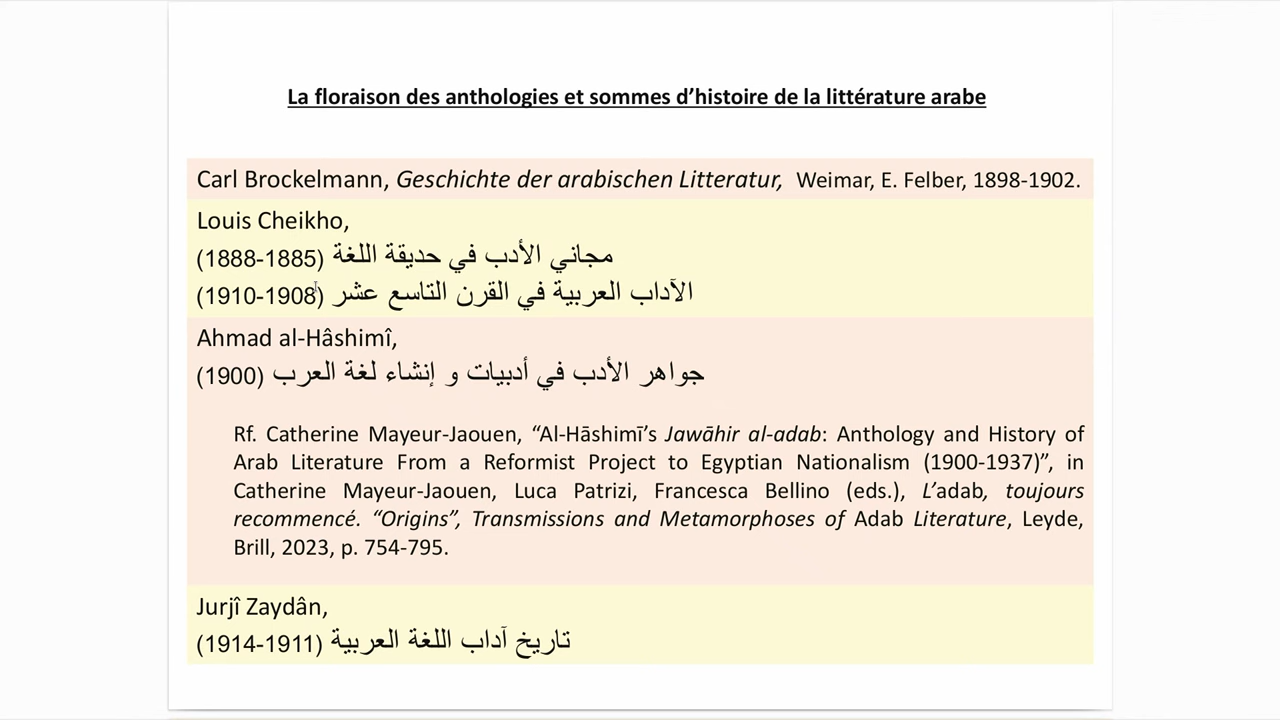 La floraison des anthologies et sommes d’histoire de la littérature arabe
Carl Brockelmann, Geschichte der arabischen Litteratur, Weimar, E. Felber, 1898-1902.
Louis Cheikho,
مجاني الأدب في حديقة اللغة (1885-1888)
الآداب العربية في القرن التاسع عشر (1908-1910)
Ahmad al-Hâshimî,
جواهر الأدب في أدبيات و إنشاء لغة العرب (1900)
Rf. Catherine Mayeur-Jaouen, “Al-Hāshimī’s Jawāhir al-adab: Anthology and History of
Arab Literature From a Reformist Project to Egyptian Nationalism (1900-1937)”, in
Catherine Mayeur-Jaouen, Luca Patrizi, Francesca Bellino (eds.), L’adab, toujours
recommencé. “Origins”, Transmissions and Metamorphoses of Adab Literature, Leyde,
Brill, 2023, p. 754-795.
Jurjî Zaydân,
تاريخ آداب اللغة العربية (1911-1914)